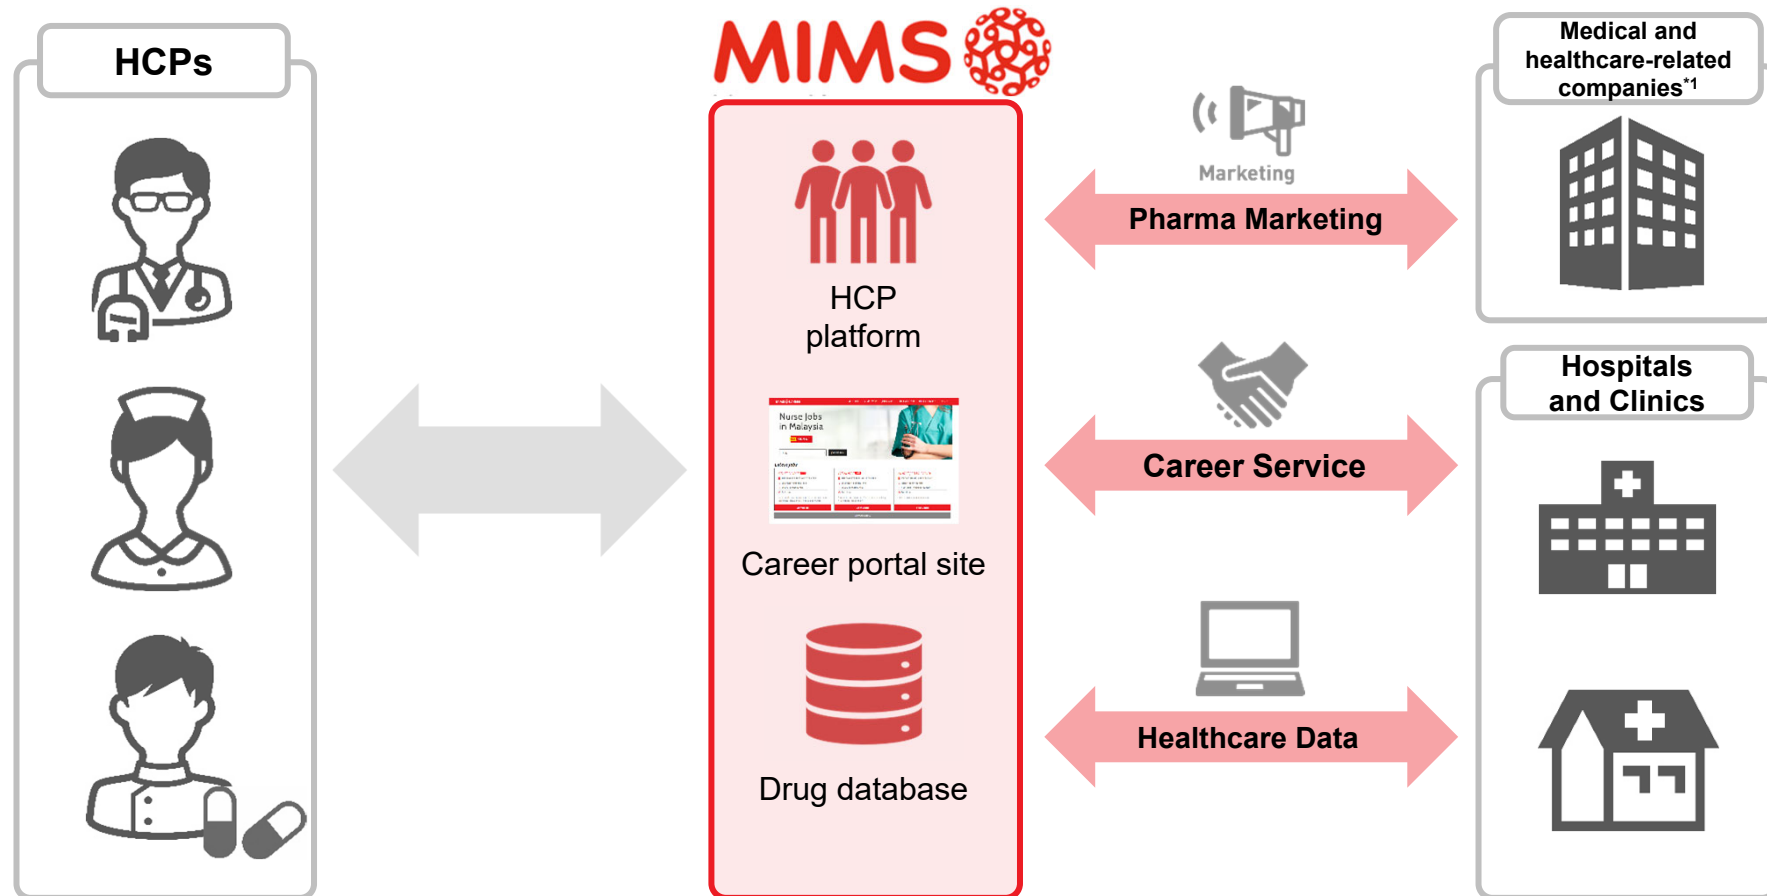 HCPs
MIMS
Medical and
healthcare-related
companies*1
Marketing
Pharma Marketing
HCP
platform
Nurse Jobs
in Malaysia
Career portal site
Career Service
Hospitals
and Clinics
Healthcare Data
Drug database